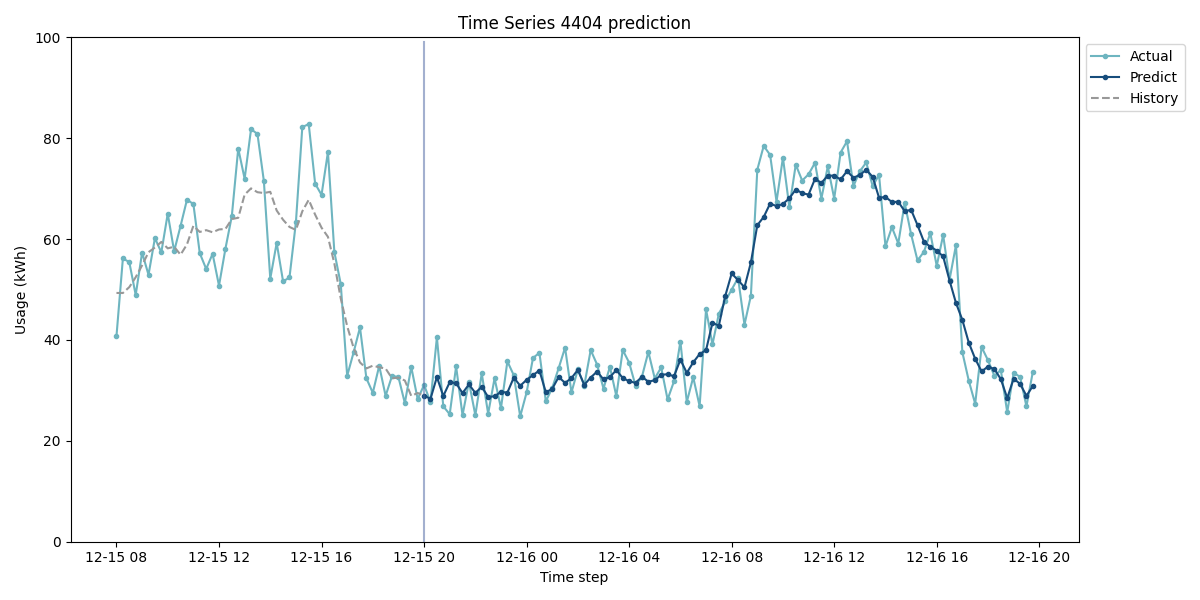 Time Series 4404 prediction
Usage (kWh)
100
80
60
40
20
0
12-15 08
12-15 12
12-15 16
12-15 20
12-16 00
12-16 04
12-16 08
12-16 12
12-16 16
12-16 20
Time step
Actual
Predict
History